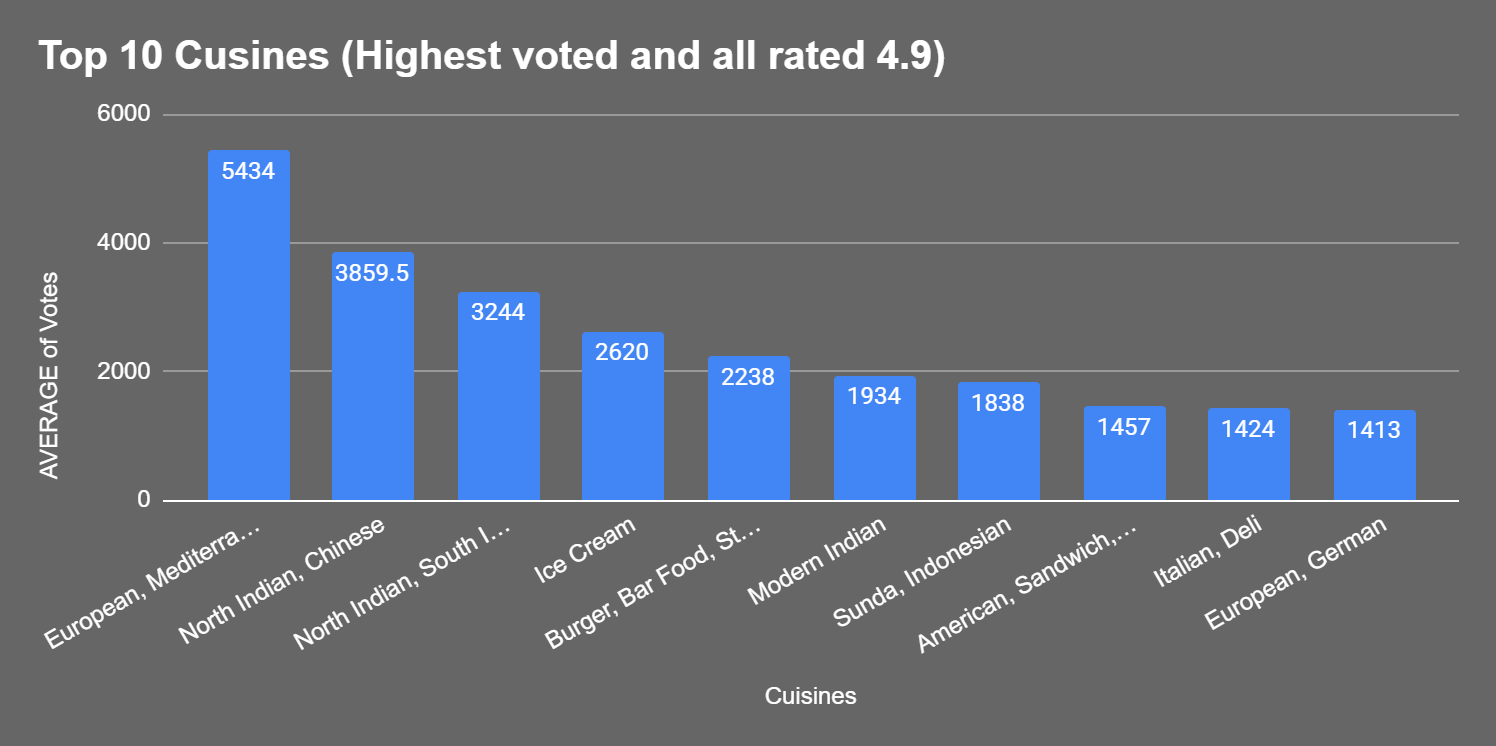 Top 10 Cusines (Highest voted and all rated 4.9)
6000
4000
2000
0
AVERAGE of Votes
5434
3859.5
3244
2620
2238
1934
1838
1457
1424
1413
European, Mediterra…
North Indian, Chinese
North Indian, South I…
Ice Cream
Burger, Bar Food, St…
Modern Indian
Sunda, Indonesian
American, Sandwich,…
Italian, Deli
European, German
Cuisines